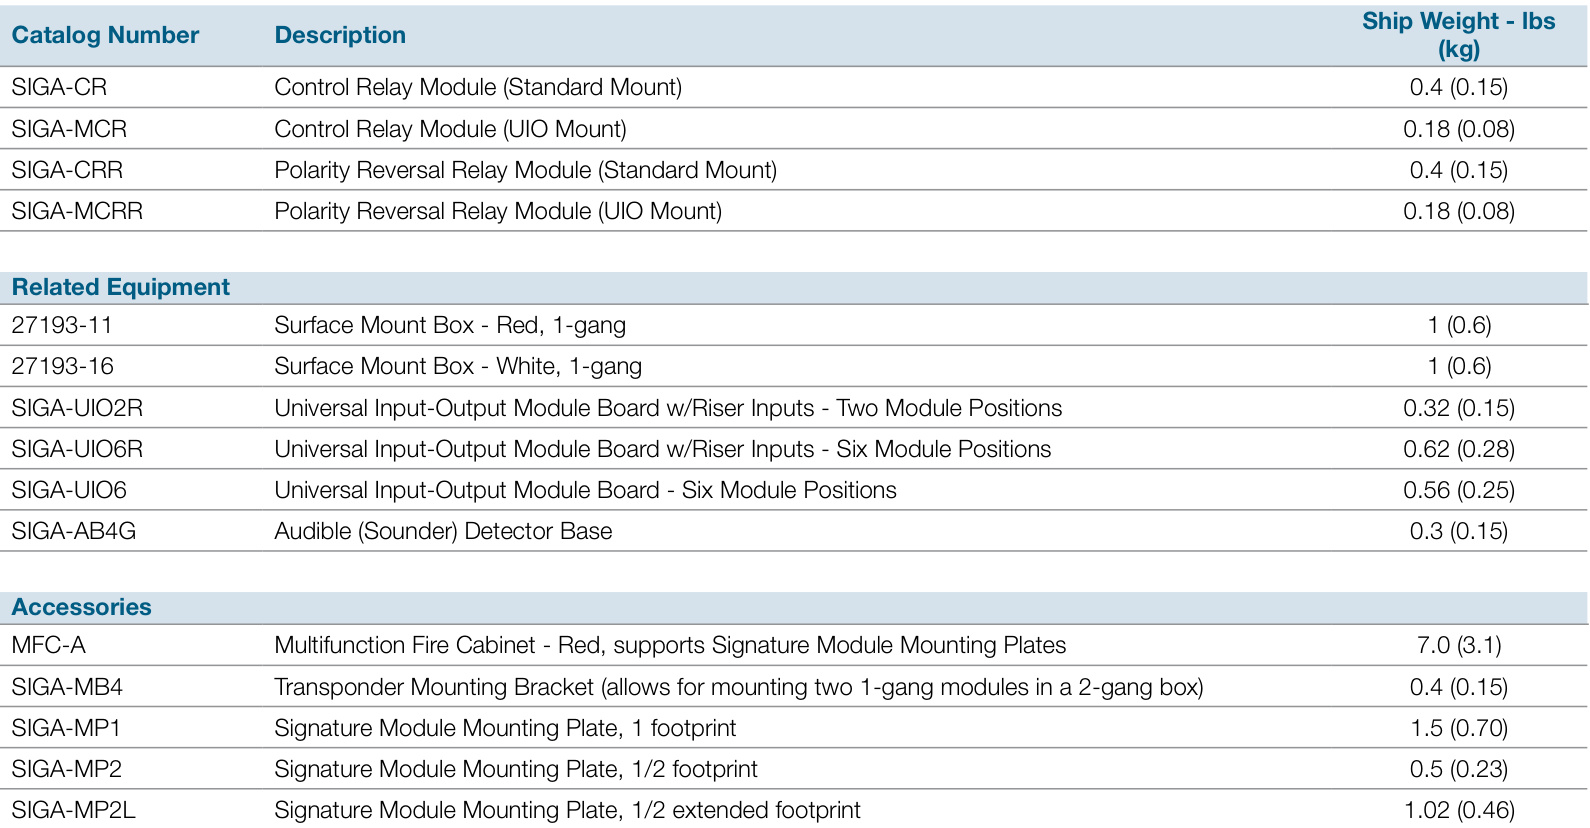 Catalog Number Description Ship Weight - lbs
(kg)
SIGA-CR Control Relay Module (Standard Mount) 0.4 (0.15)
SIGA-MCR Control Relay Module (UIO Mount) 0.18 (0.08)
SIGA-CRR Polarity Reversal Relay Module (Standard Mount) 0.4 (0.15)
SIGA-MCRR Polarity Reversal Relay Module (UIO Mount) 0.18 (0.08)
Related Equipment
27193-11 Surface Mount Box - Red, 1-gang 1 (0.6)
27193-16 Surface Mount Box - White, 1-gang 1 (0.6)
SIGA-UIO2R Universal Input-Output Module Board w/Riser Inputs - Two Module Positions 0.32 (0.15)
SIGA-UIO6R Universal Input-Output Module Board w/Riser Inputs - Six Module Positions 0.62 (0.28)
SIGA-UIO6 Universal Input-Output Module Board - Six Module Positions 0.56 (0.25)
SIGA-AB4G Audible (Sounder) Detector Base 0.3 (0.15)
Accessories
MFC-A Multifunction Fire Cabinet - Red, supports Signature Module Mounting Plates 7.0 (3.1)
SIGA-MB4 Transponder Mounting Bracket (allows for mounting two 1-gang modules in a 2-gang box) 0.4 (0.15)
SIGA-MP1 Signature Module Mounting Plate, 1 footprint 1.5 (0.70)
SIGA-MP2 Signature Module Mounting Plate, 1/2 footprint 0.5 (0.23)
SIGA-MP2L Signature Module Mounting Plate, 1/2 extended footprint 1.02 (0.46)